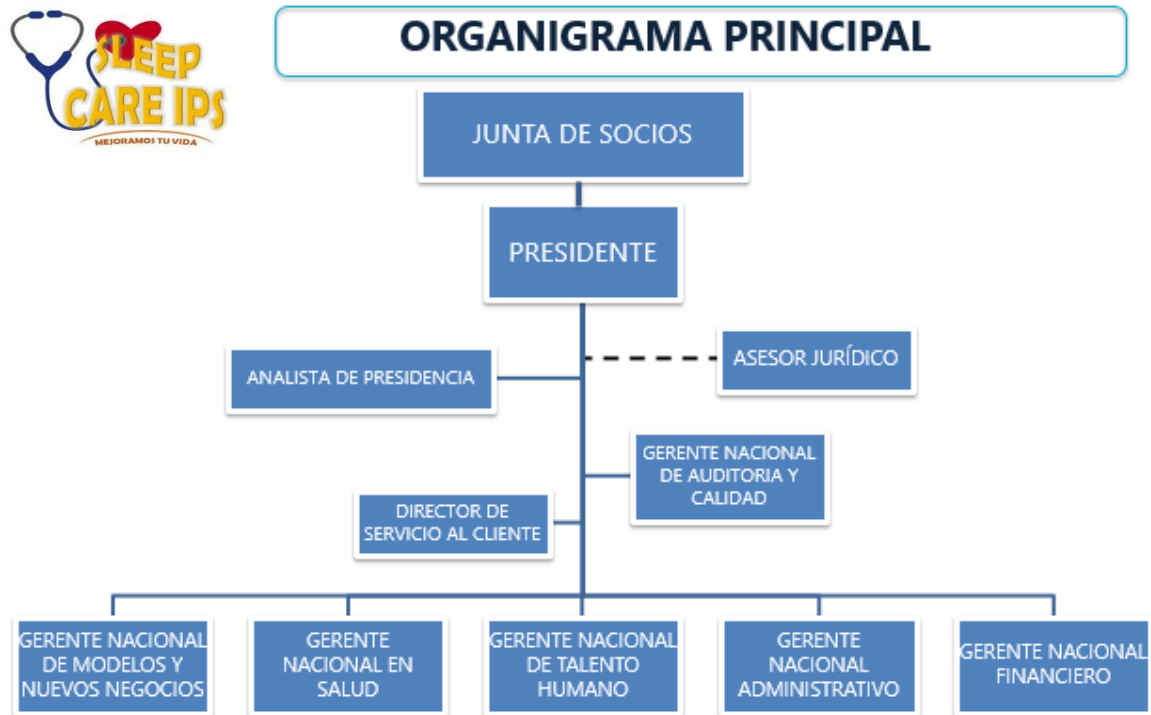 SLEEP
CARE IPS
MEJORAMOS TU VIDA
ORGANIGRAMA PRINCIPAL
JUNTA DE SOCIOS
PRESIDENTE
ANALISTA DE PRESIDENCIA
ASESOR JURÍDICO
GERENTE NACIONAL
DE AUDITORIA Y
CALIDAD
DIRECTOR DE
SERVICIO AL CLIENTE
GERENTE NACIONAL
DE MODELOS Y
NUEVOS NEGOCIOS
GERENTE
NACIONAL EN
SALUD
GERENTE NACIONAL
DE TALENTO
HUMANO
GERENTE
NACIONAL
ADMINISTRATIVO
GERENTE NACIONAL
FINANCIERO